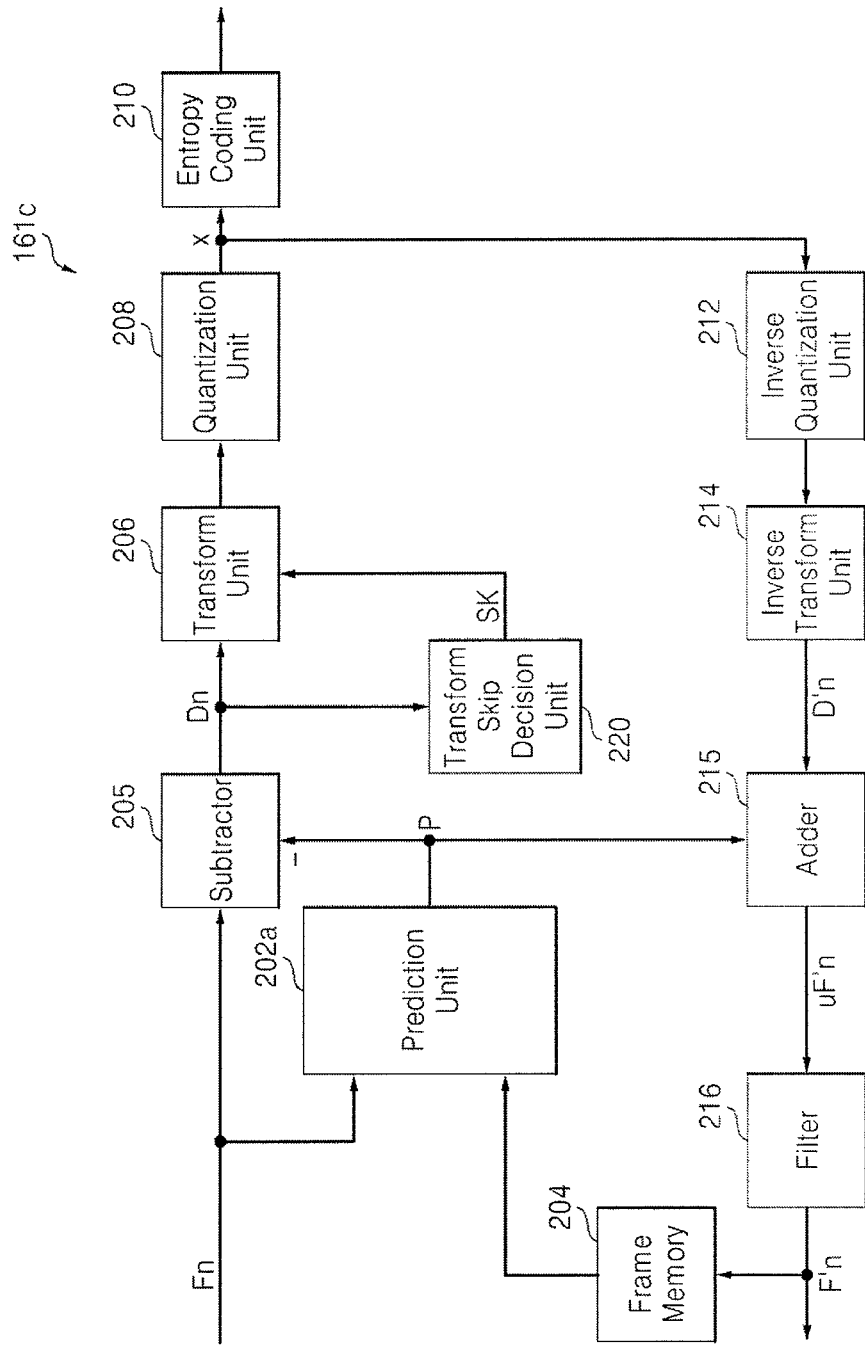 161c
Fn
205
Subtractor
Dn
206
Transform
Unit
208
Quantization
Unit
x
210
Entropy
Coding
Unit
–
P
202a
Prediction
Unit
SK
Transform
Skip
Decision
Unit
220
204
Frame
Memory
F'n
216
Filter
uF'n
215
Adder
D'n
214
Inverse
Transform
Unit
212
Inverse
Quantization
Unit